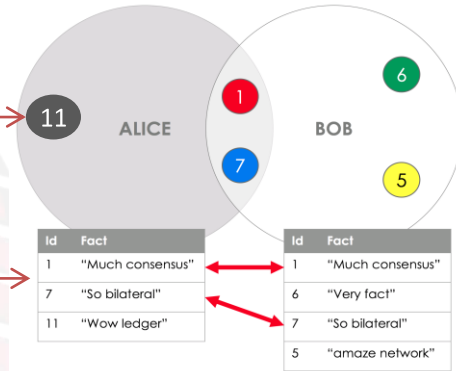 6
1
11
ALICE
BOB
7
5
Id Fact
1 “Much consensus”
7 “So bilateral”
11 “Wow ledger”
Id Fact
1 “Much consensus”
6 “Very fact”
7 “So bilateral”
5 “amaze network”